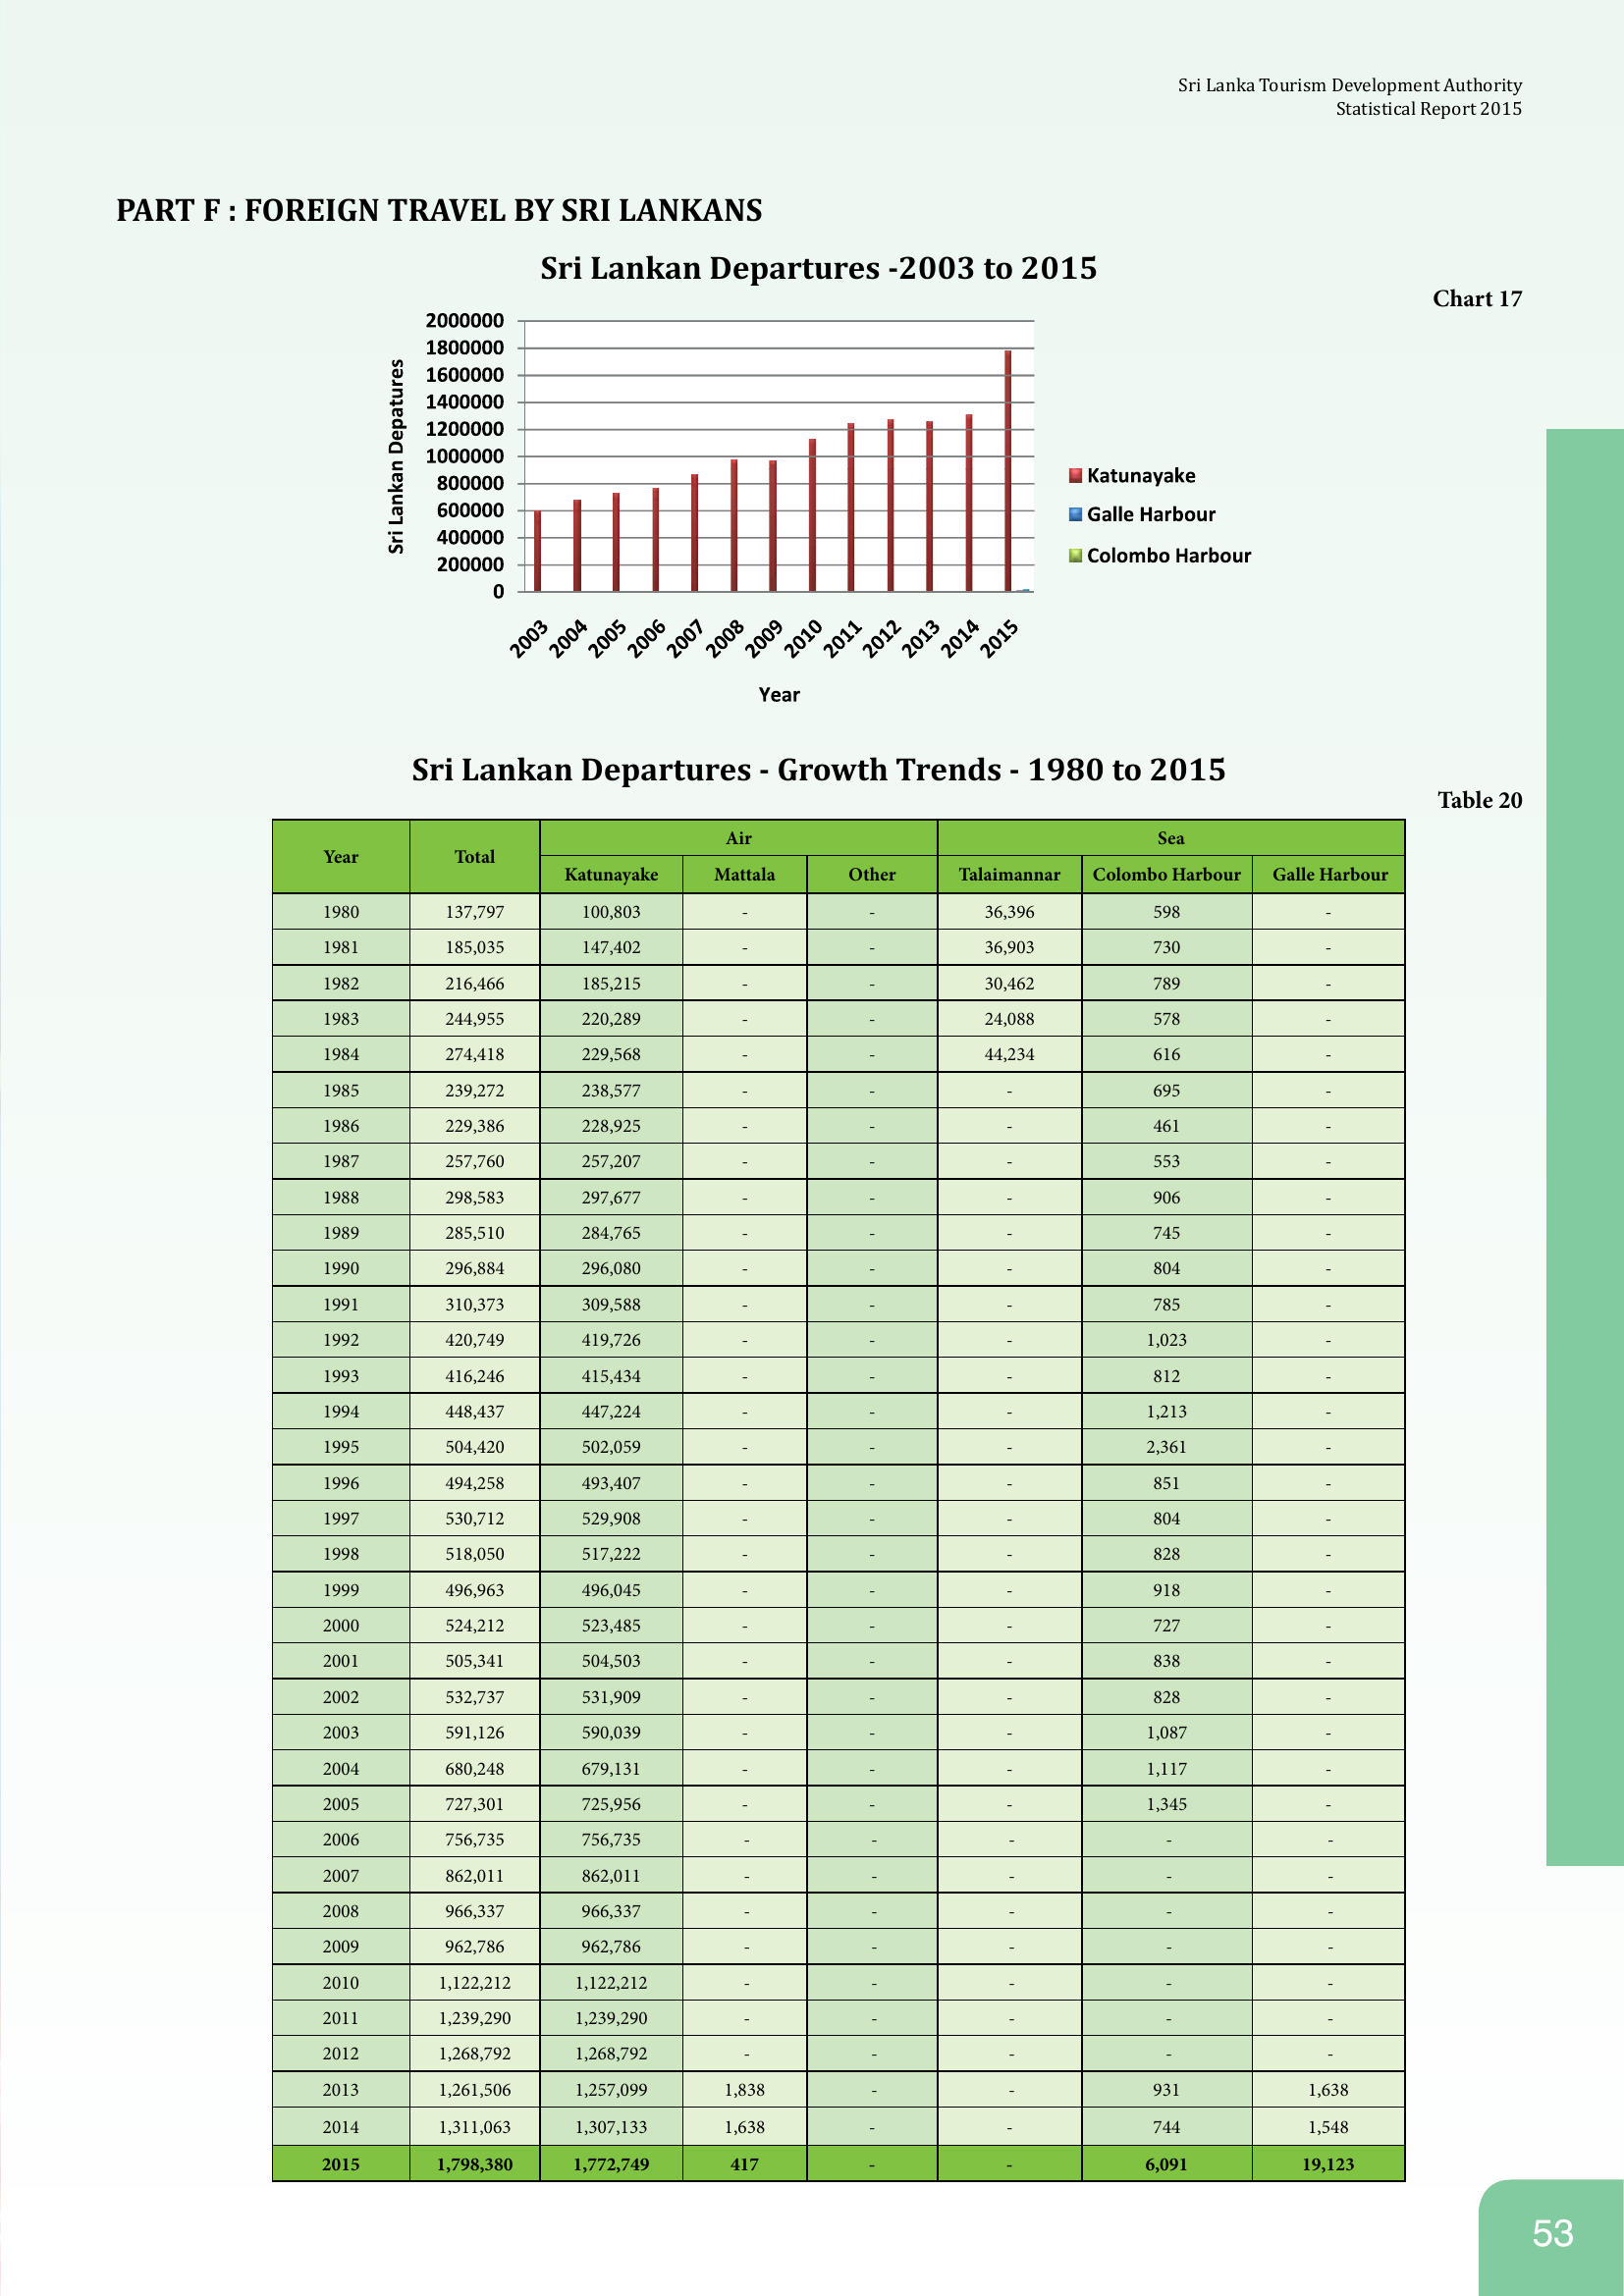 Sri Lanka Tourism Development Authority
Statistical Report 2015
PART F : FOREIGN TRAVEL BY SRI LANKANS
Sri Lankan Departures -2003 to 2015
Chart 17
Sri Lankan Depatures
2000000
1800000
1600000
1400000
1200000
1000000
800000
600000
400000
200000
0
2003 2004 2005 2006 2007 2008 2009 2010 2011 2012 2013 2014 2015
Year
Katunayake
Galle Harbour
Colombo Harbour
Sri Lankan Departures - Growth Trends - 1980 to 2015
Table 20
Year Total Air Sea
Katunayake Mattala Other Talaimannar Colombo Harbour Galle Harbour
1980 137,797 100,803 - - 36,396 598 -
1981 185,035 147,402 - - 36,903 730 -
1982 216,466 185,215 - - 30,462 789 -
1983 244,955 220,289 - - 24,088 578 -
1984 274,418 229,568 - - 44,234 616 -
1985 239,272 238,577 - - - 695 -
1986 229,386 228,925 - - - 461 -
1987 257,760 257,207 - - - 553 -
1988 298,583 297,677 - - - 906 -
1989 285,510 284,765 - - - 745 -
1990 296,884 296,080 - - - 804 -
1991 310,373 309,588 - - - 785 -
1992 420,749 419,726 - - - 1,023 -
1993 416,246 415,434 - - - 812 -
1994 448,437 447,224 - - - 1,213 -
1995 504,420 502,059 - - - 2,361 -
1996 494,258 493,407 - - - 851 -
1997 530,712 529,908 - - - 804 -
1998 518,050 517,222 - - - 828 -
1999 496,963 496,045 - - - 918 -
2000 524,212 523,485 - - - 727 -
2001 505,341 504,503 - - - 838 -
2002 532,737 531,909 - - - 828 -
2003 591,126 590,039 - - - 1,087 -
2004 680,248 679,131 - - - 1,117 -
2005 727,301 725,956 - - - 1,345 -
2006 756,735 756,735 - - - - -
2007 862,011 862,011 - - - - -
2008 966,337 966,337 - - - - -
2009 962,786 962,786 - - - - -
2010 1,122,212 1,122,212 - - - - -
2011 1,239,290 1,239,290 - - - - -
2012 1,268,792 1,268,792 - - - - -
2013 1,261,506 1,257,099 1,838 - - 931 1,638
2014 1,311,063 1,307,133 1,638 - - 744 1,548
2015 1,798,380 1,772,749 417 - - 6,091 19,123
53